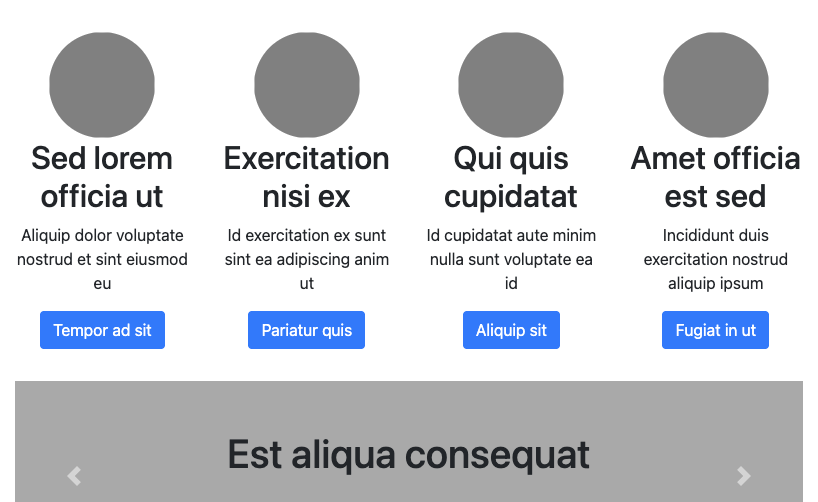 Sed lorem
officia ut
Aliquip dolor voluptate
nostrud et sint eiusmod
eu
Tempor ad sit
Exercitation
nisi ex
Id exercitation ex sunt
sint ea adipiscing anim
ut
Pariatur quis
Qui quis
cupidatat
Id cupidatat aute minim
nulla sunt voluptate ea
id
Aliquip sit
Amet officia
est sed
Incididunt duis
exercitation nostrud
aliquip ipsum
Fugiat in ut
Est aliqua consequat